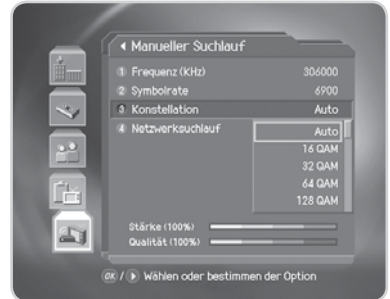 Manueller Suchlauf
1 Frequenz (KHz) 306000
2 Symbolrate 6900
3 Konstellation Auto
4 Netzwerksuchlauf
Auto
16 QAM
32 QAM
64 QAM
128 QAM
Stärke (100%)
Qualität (100%)
OK / Wählen oder bestimmen der Option